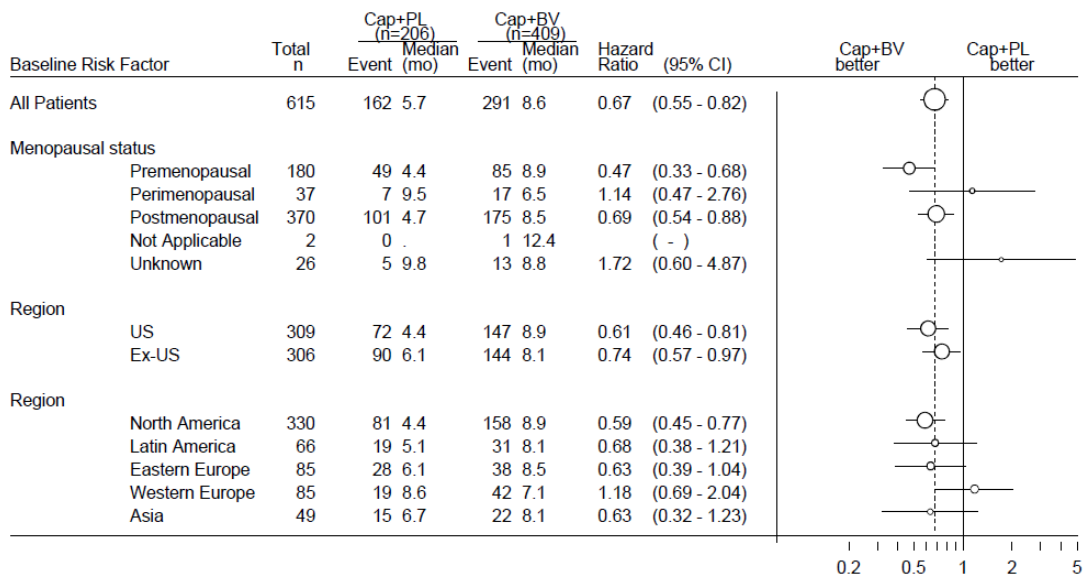 Cap+PL Cap+BV
(n=206) (n=409)
Total Median Median Hazard Cap+BV Cap+PL
Baseline Risk Factor n Event (mo) Event (mo) Ratio (95% CI) better better
All Patients 615 162 5.7 291 8.6 0.67 (0.55 - 0.82)
Menopausal status
Premenopausal 180 49 4.4 85 8.9 0.47 (0.33 - 0.68)
Perimenopausal 37 7 9.5 17 6.5 1.14 (0.47 - 2.76)
Postmenopausal 370 101 4.7 175 8.5 0.69 (0.54 - 0.88)
Not Applicable 2 0 . 1 12.4 ( - )
Unknown 26 5 9.8 13 8.8 1.72 (0.60 - 4.87)
Region
US 309 72 4.4 147 8.9 0.61 (0.46 - 0.81)
Ex-US 306 90 6.1 144 8.1 0.74 (0.57 - 0.97)
Region
North America 330 81 4.4 158 8.9 0.59 (0.45 - 0.77)
Latin America 66 19 5.1 31 8.1 0.68 (0.38 - 1.21)
Eastern Europe 85 28 6.1 38 8.5 0.63 (0.39 - 1.04)
Western Europe 85 19 8.6 42 7.1 1.18 (0.69 - 2.04)
Asia 49 15 6.7 22 8.1 0.63 (0.32 - 1.23)
0.2 0.5 1 2 5